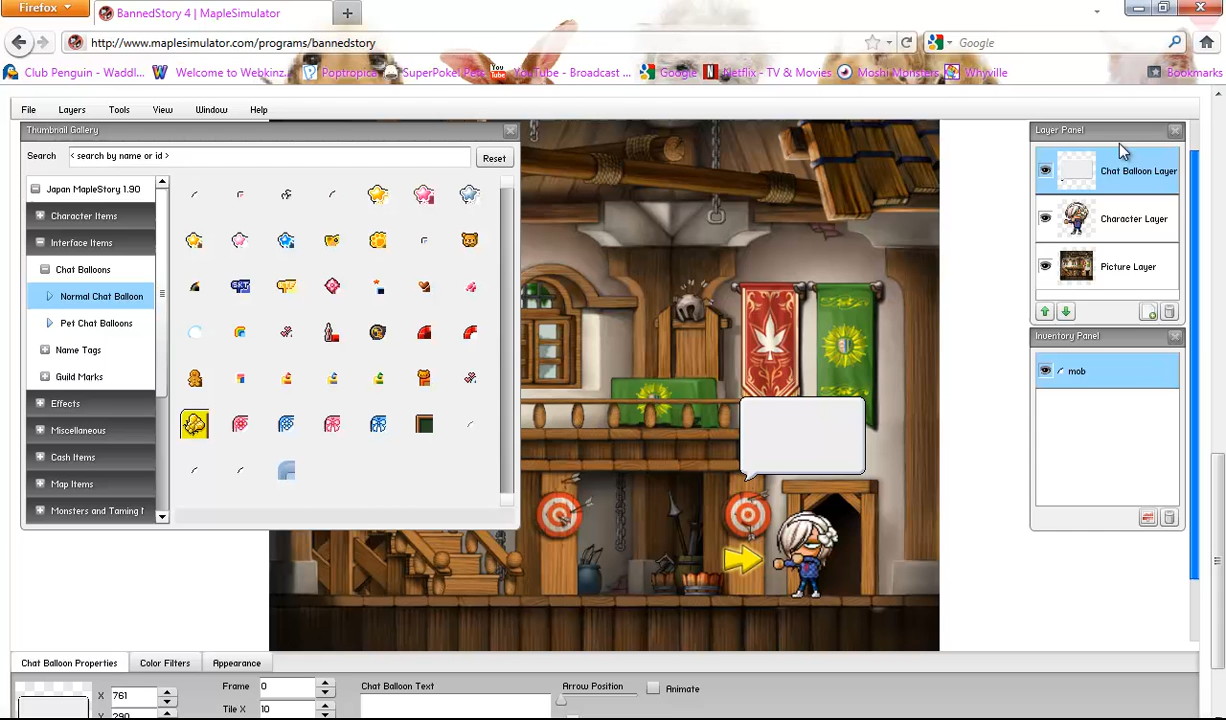 Firefox
BannedStory 4 | MapleSimulator
http://www.maplesimulator.com/programs/bannedstory
Google
Club Penguin - Waddl...
Welcome to Webkinz...
Poptropica
SuperPoke! Pets
YouTube - Broadcast ...
Google
Netflix - TV & Movies
Moshi Monsters
Whyville
Bookmarks
File Layers Tools View Window Help
Thumbnail Gallery
Search < search by name or id > Reset
Japan MapleStory 1.90
Character Items
Interface Items
Chat Balloons
Normal Chat Balloon
Pet Chat Balloons
Name Tags
Guild Marks
Effects
Miscellaneous
Cash Items
Map Items
Monsters and Taming
Layer Panel
Chat Balloon Layer
Character Layer
Picture Layer
Inventory Panel
mob
Chat Balloon Properties Color Filters Appearance
X 761 Frame 0 Chat Balloon Text Arrow Position Animate
Y 290 Tile X 10